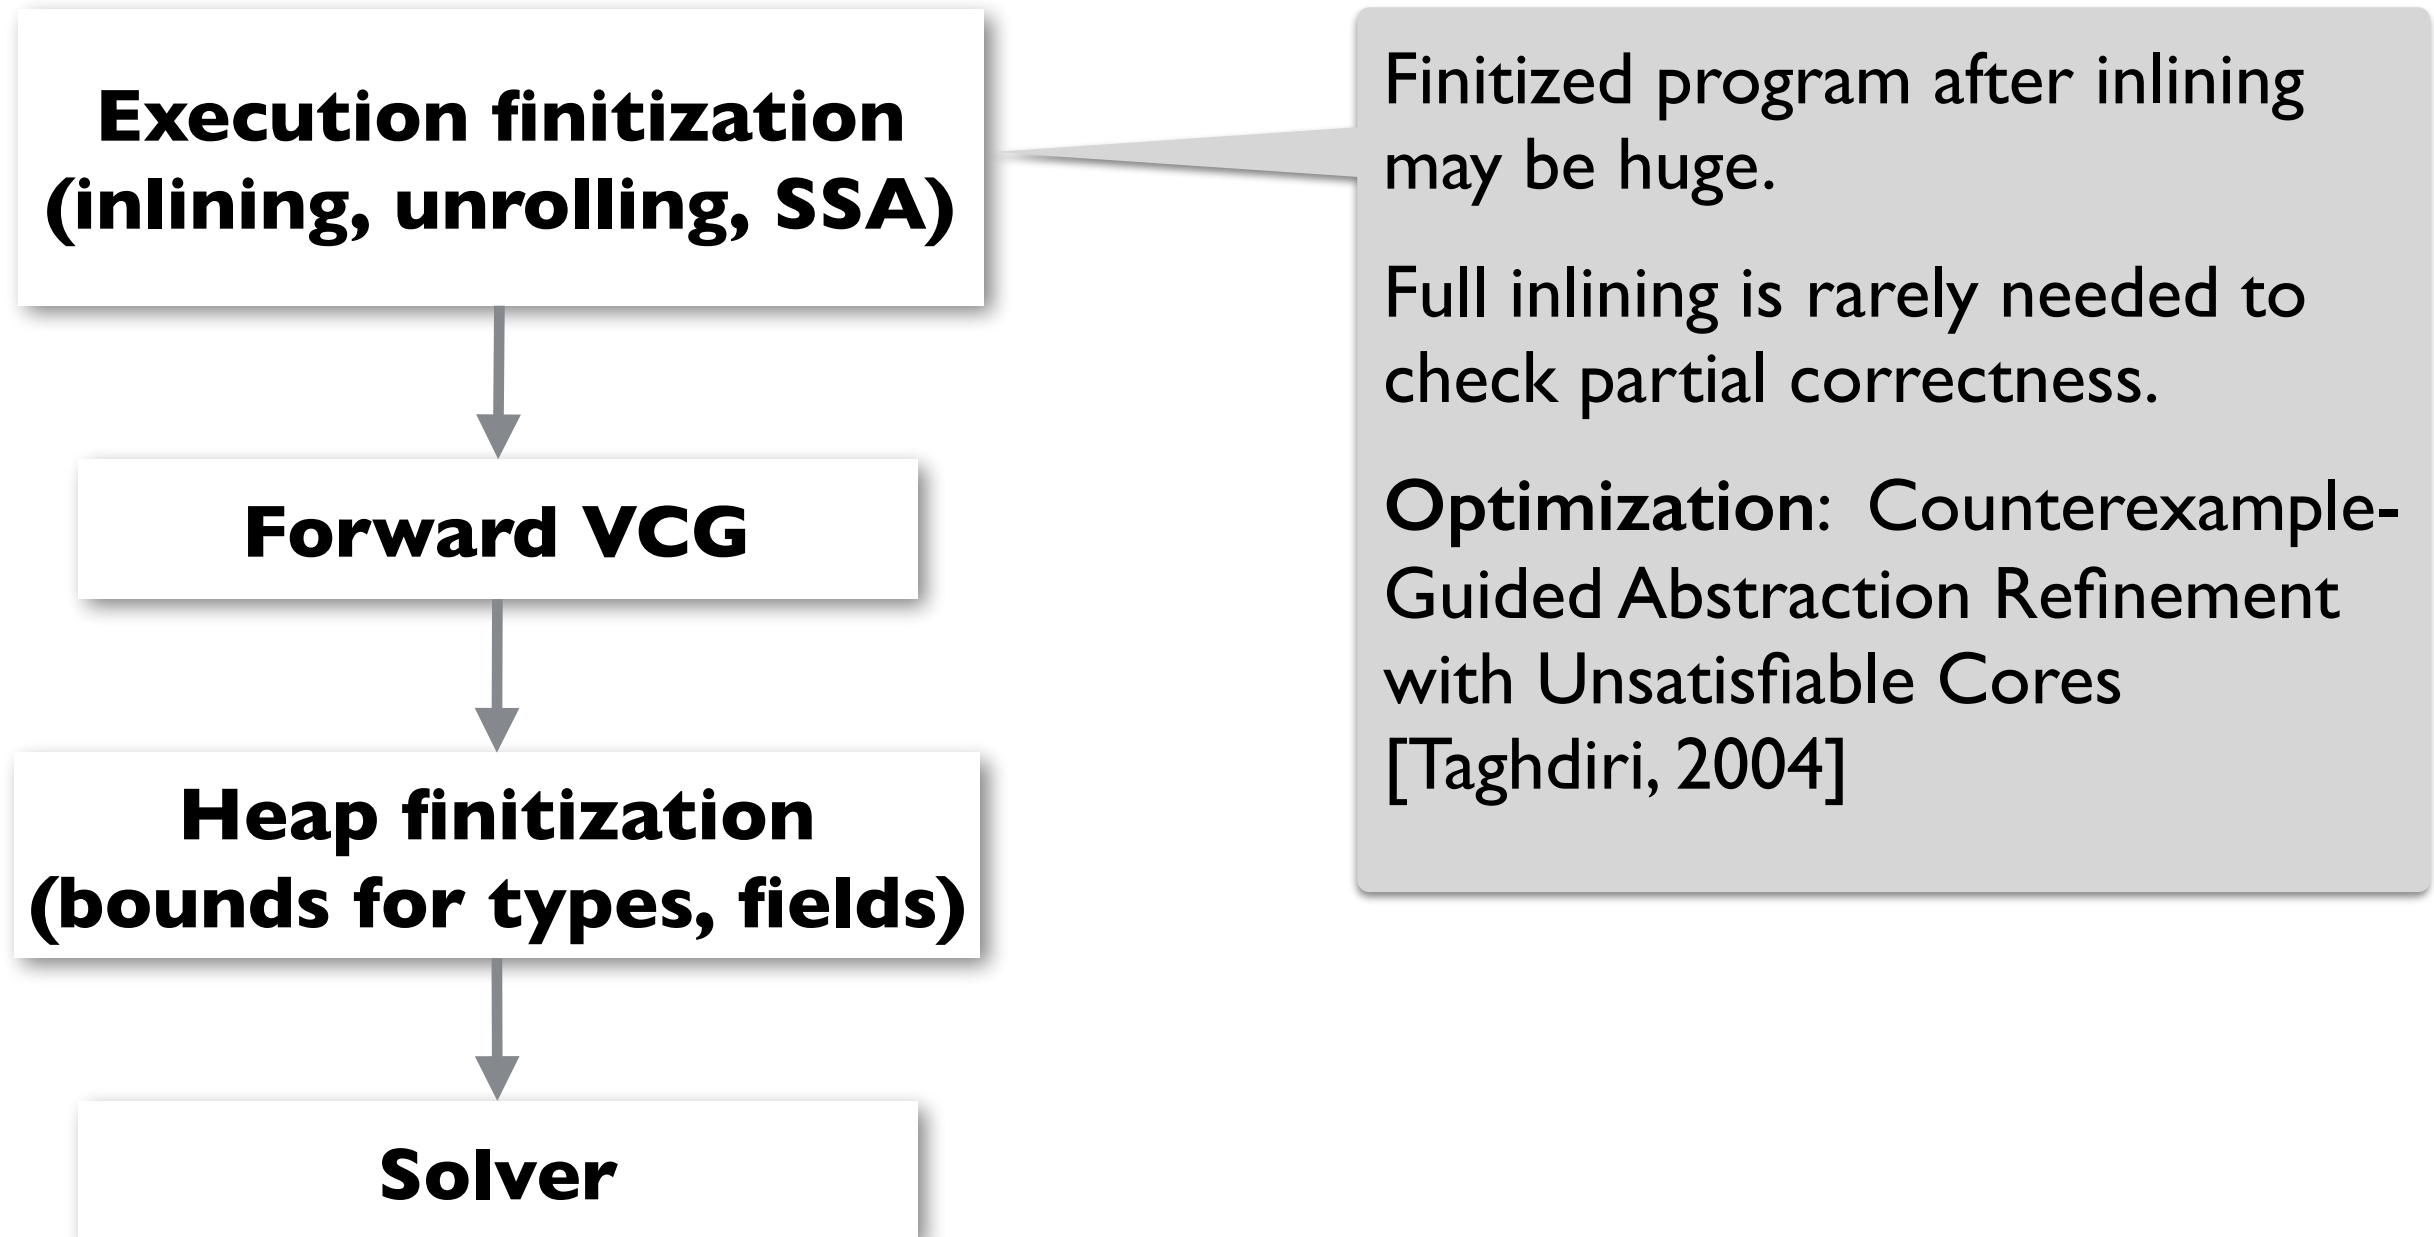 Execution finitization
(inlining, unrolling, SSA)
Forward VCG
Heap finitization
(bounds for types, fields)
Solver
Finitized program after inlining
may be huge.
Full inlining is rarely needed to
check partial correctness.
Optimization: Counterexample-
Guided Abstraction Refinement
with Unsatisfiable Cores
[Taghdiri, 2004]